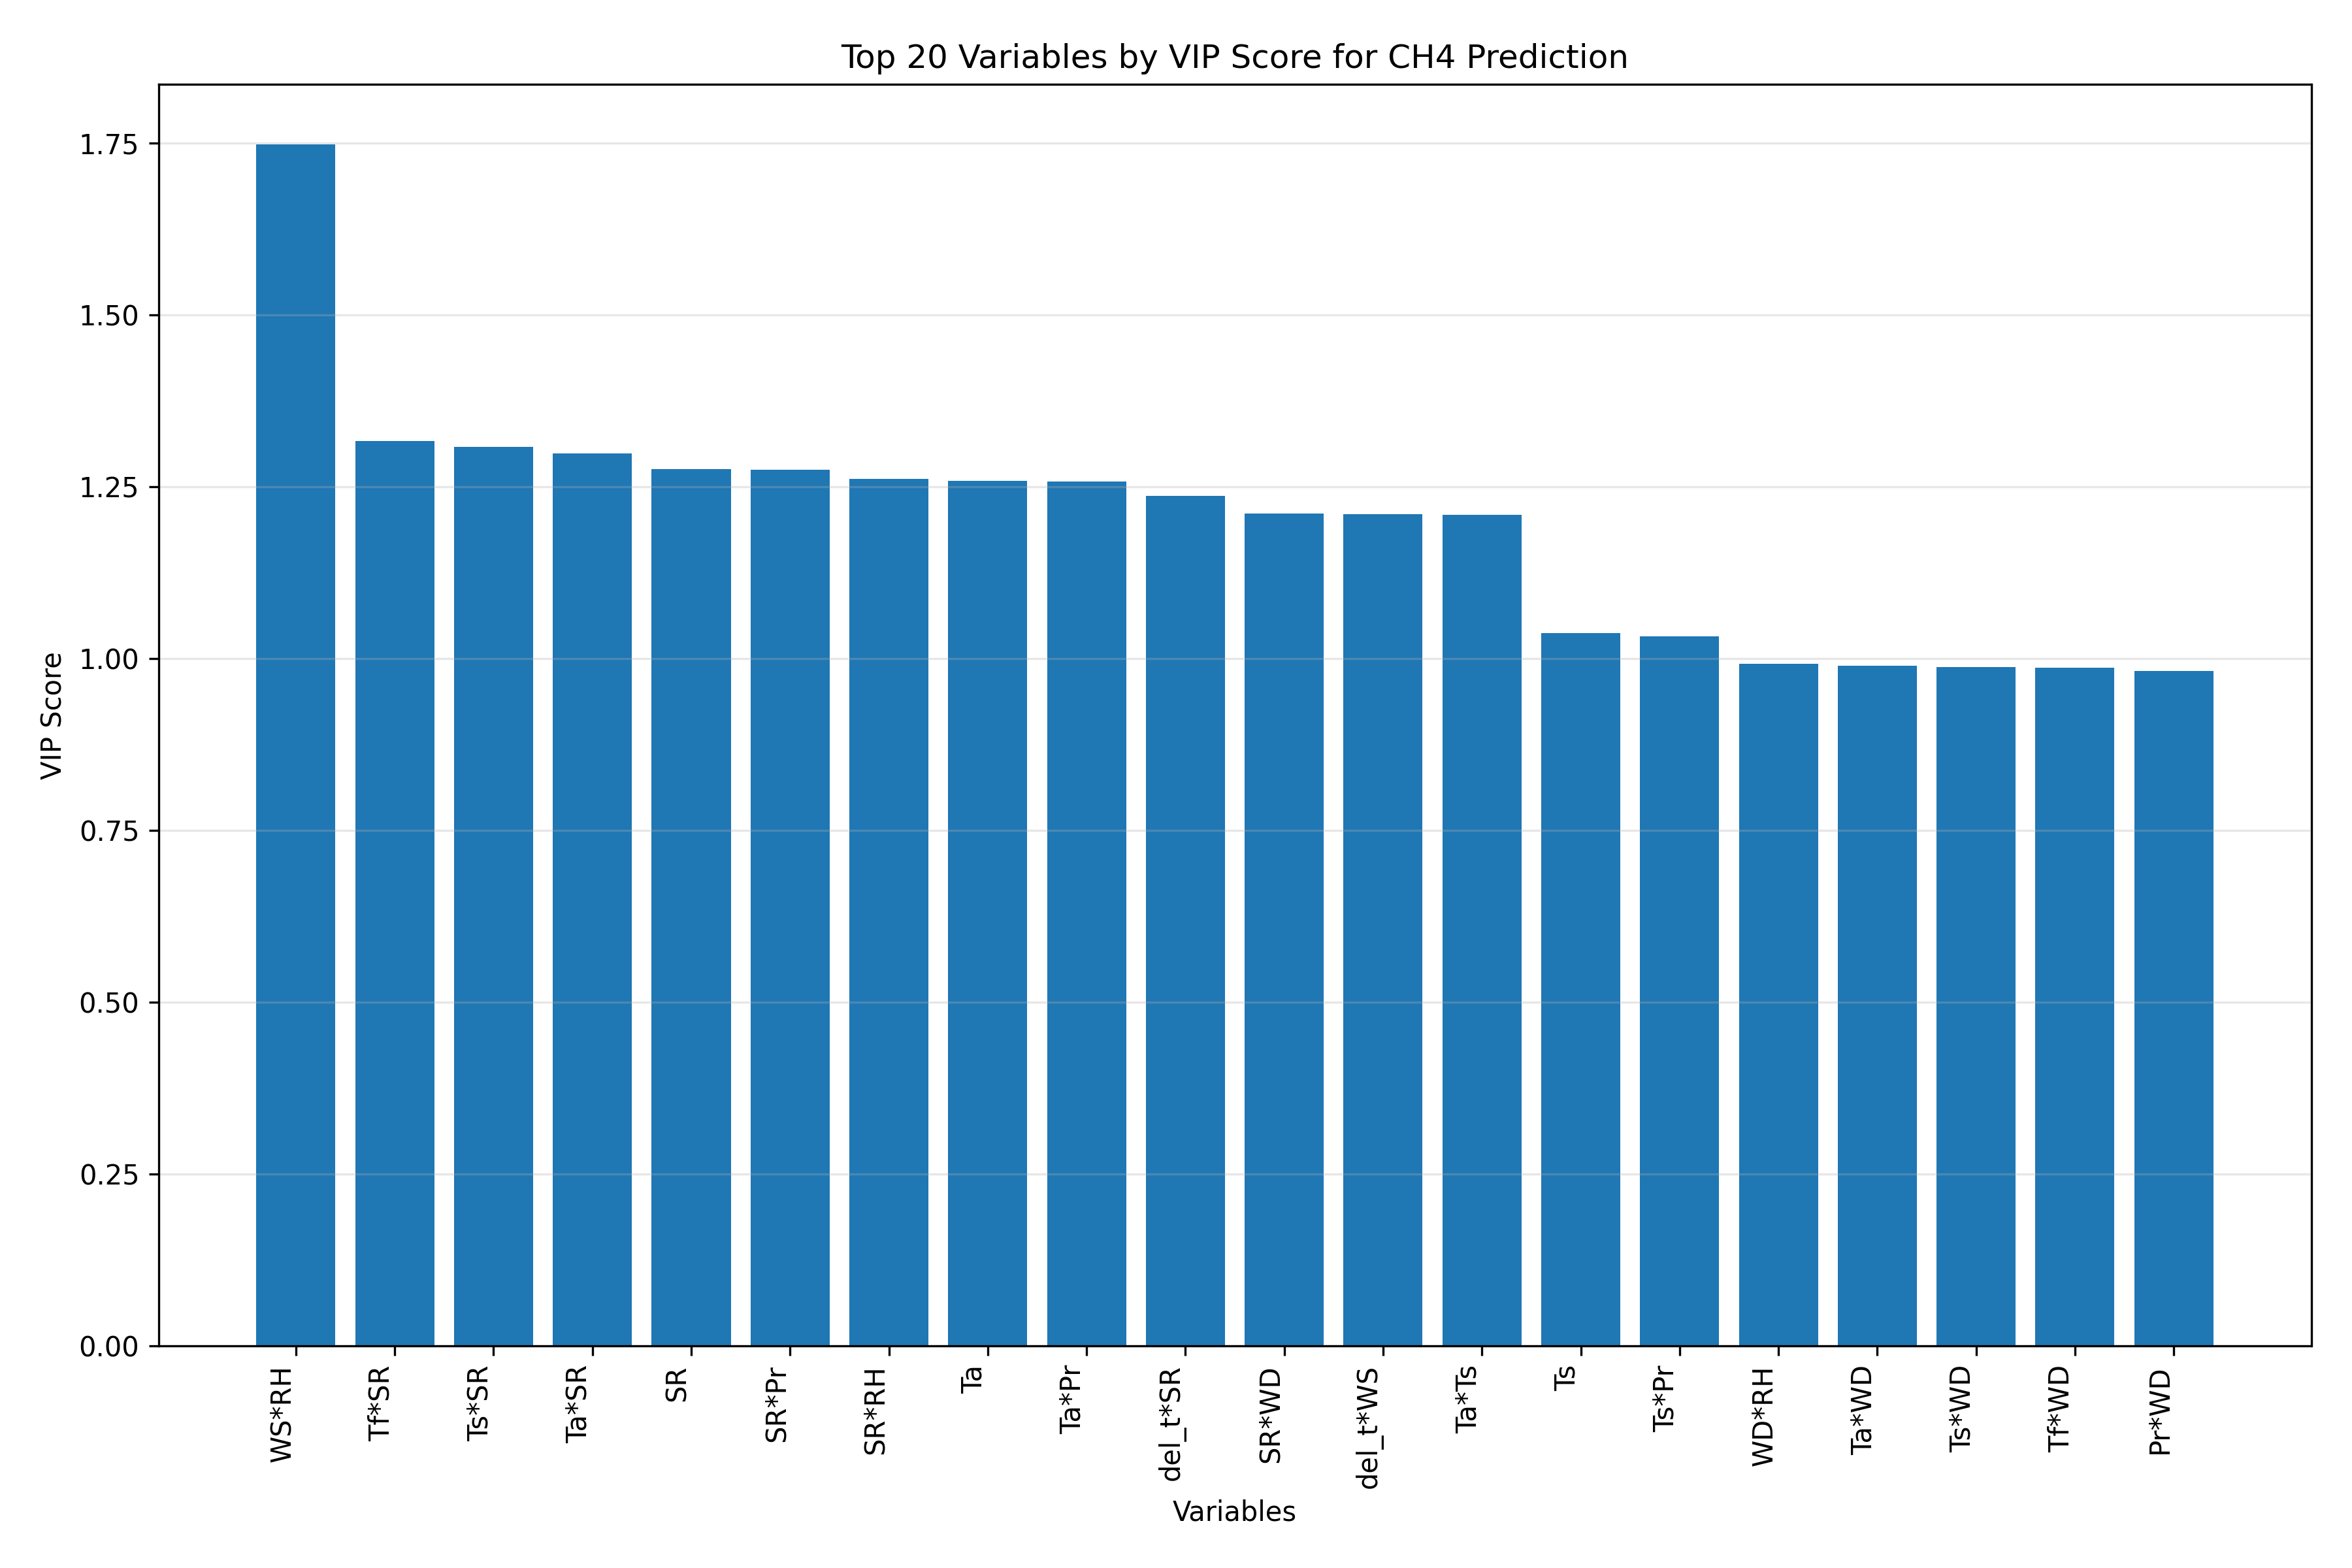 Top 20 Variables by VIP Score for CH4 Prediction
VIP Score
1.75
1.50
1.25
1.00
0.75
0.50
0.25
0.00
WS*RH
Tf*SR
Ts*SR
Ta*SR
SR
SR*Pr
SR*RH
Ta
Ta*Pr
del_t*SR
SR*WD
del_t*WS
Ta*Ts
Ts
Ts*Pr
WD*RH
Ta*WD
Ts*WD
Tf*WD
Pr*WD
Variables